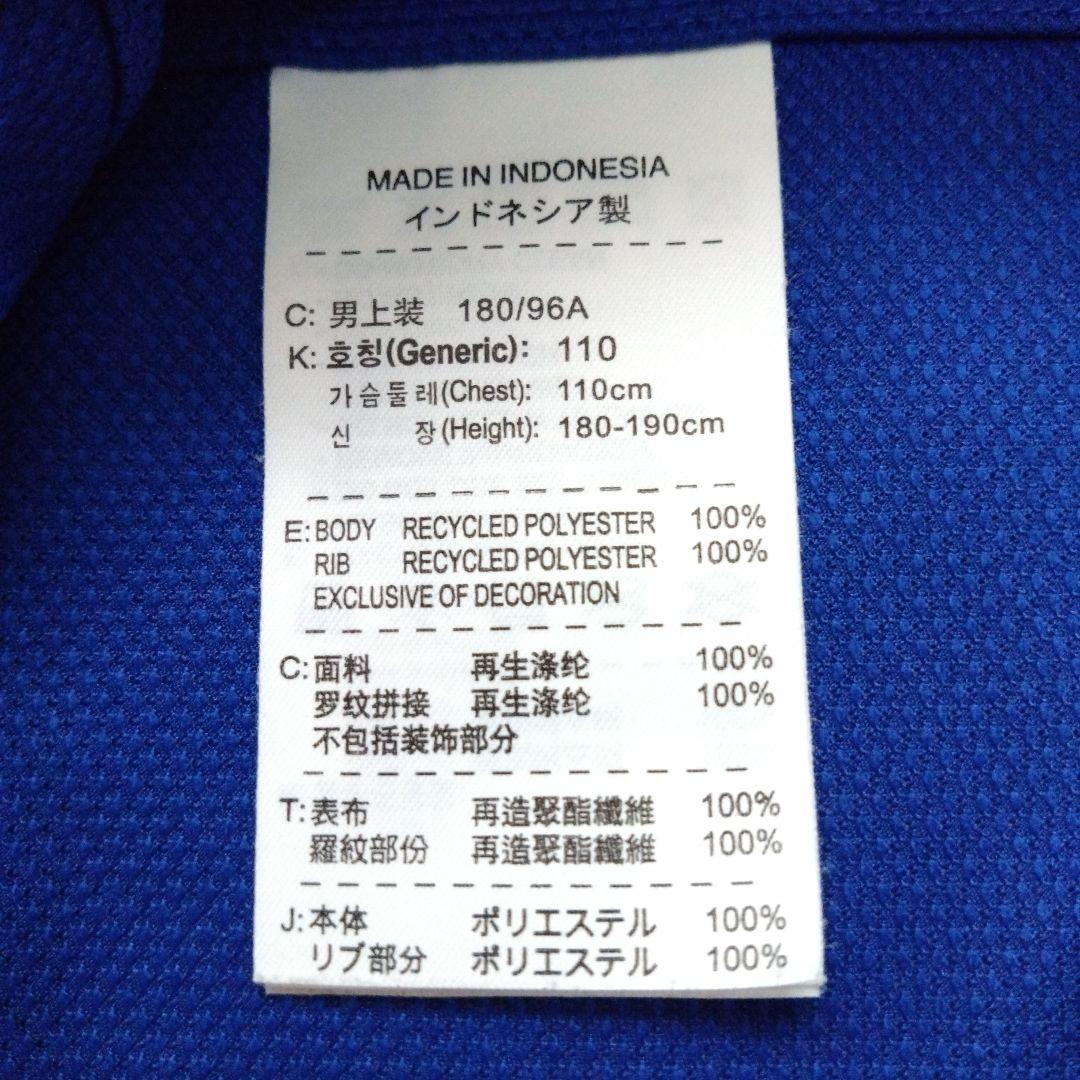 MADE IN INDONESIA
インドネシア製
C: 男上装 180/96A
K: 호칭(Generic): 110
가슴둘레(Chest): 110cm
신 장(Height): 180-190cm
E: BODY RECYCLED POLYESTER 100%
RIB RECYCLED POLYESTER 100%
EXCLUSIVE OF DECORATION
C: 面料 再生涤纶 100%
罗纹拼接 再生涤纶 100%
不包括装饰部分
T: 表布 再造聚酯纖維 100%
羅紋部份 再造聚酯纖維 100%
J: 本体 ポリエステル 100%
リブ部分 ポリエステル 100%